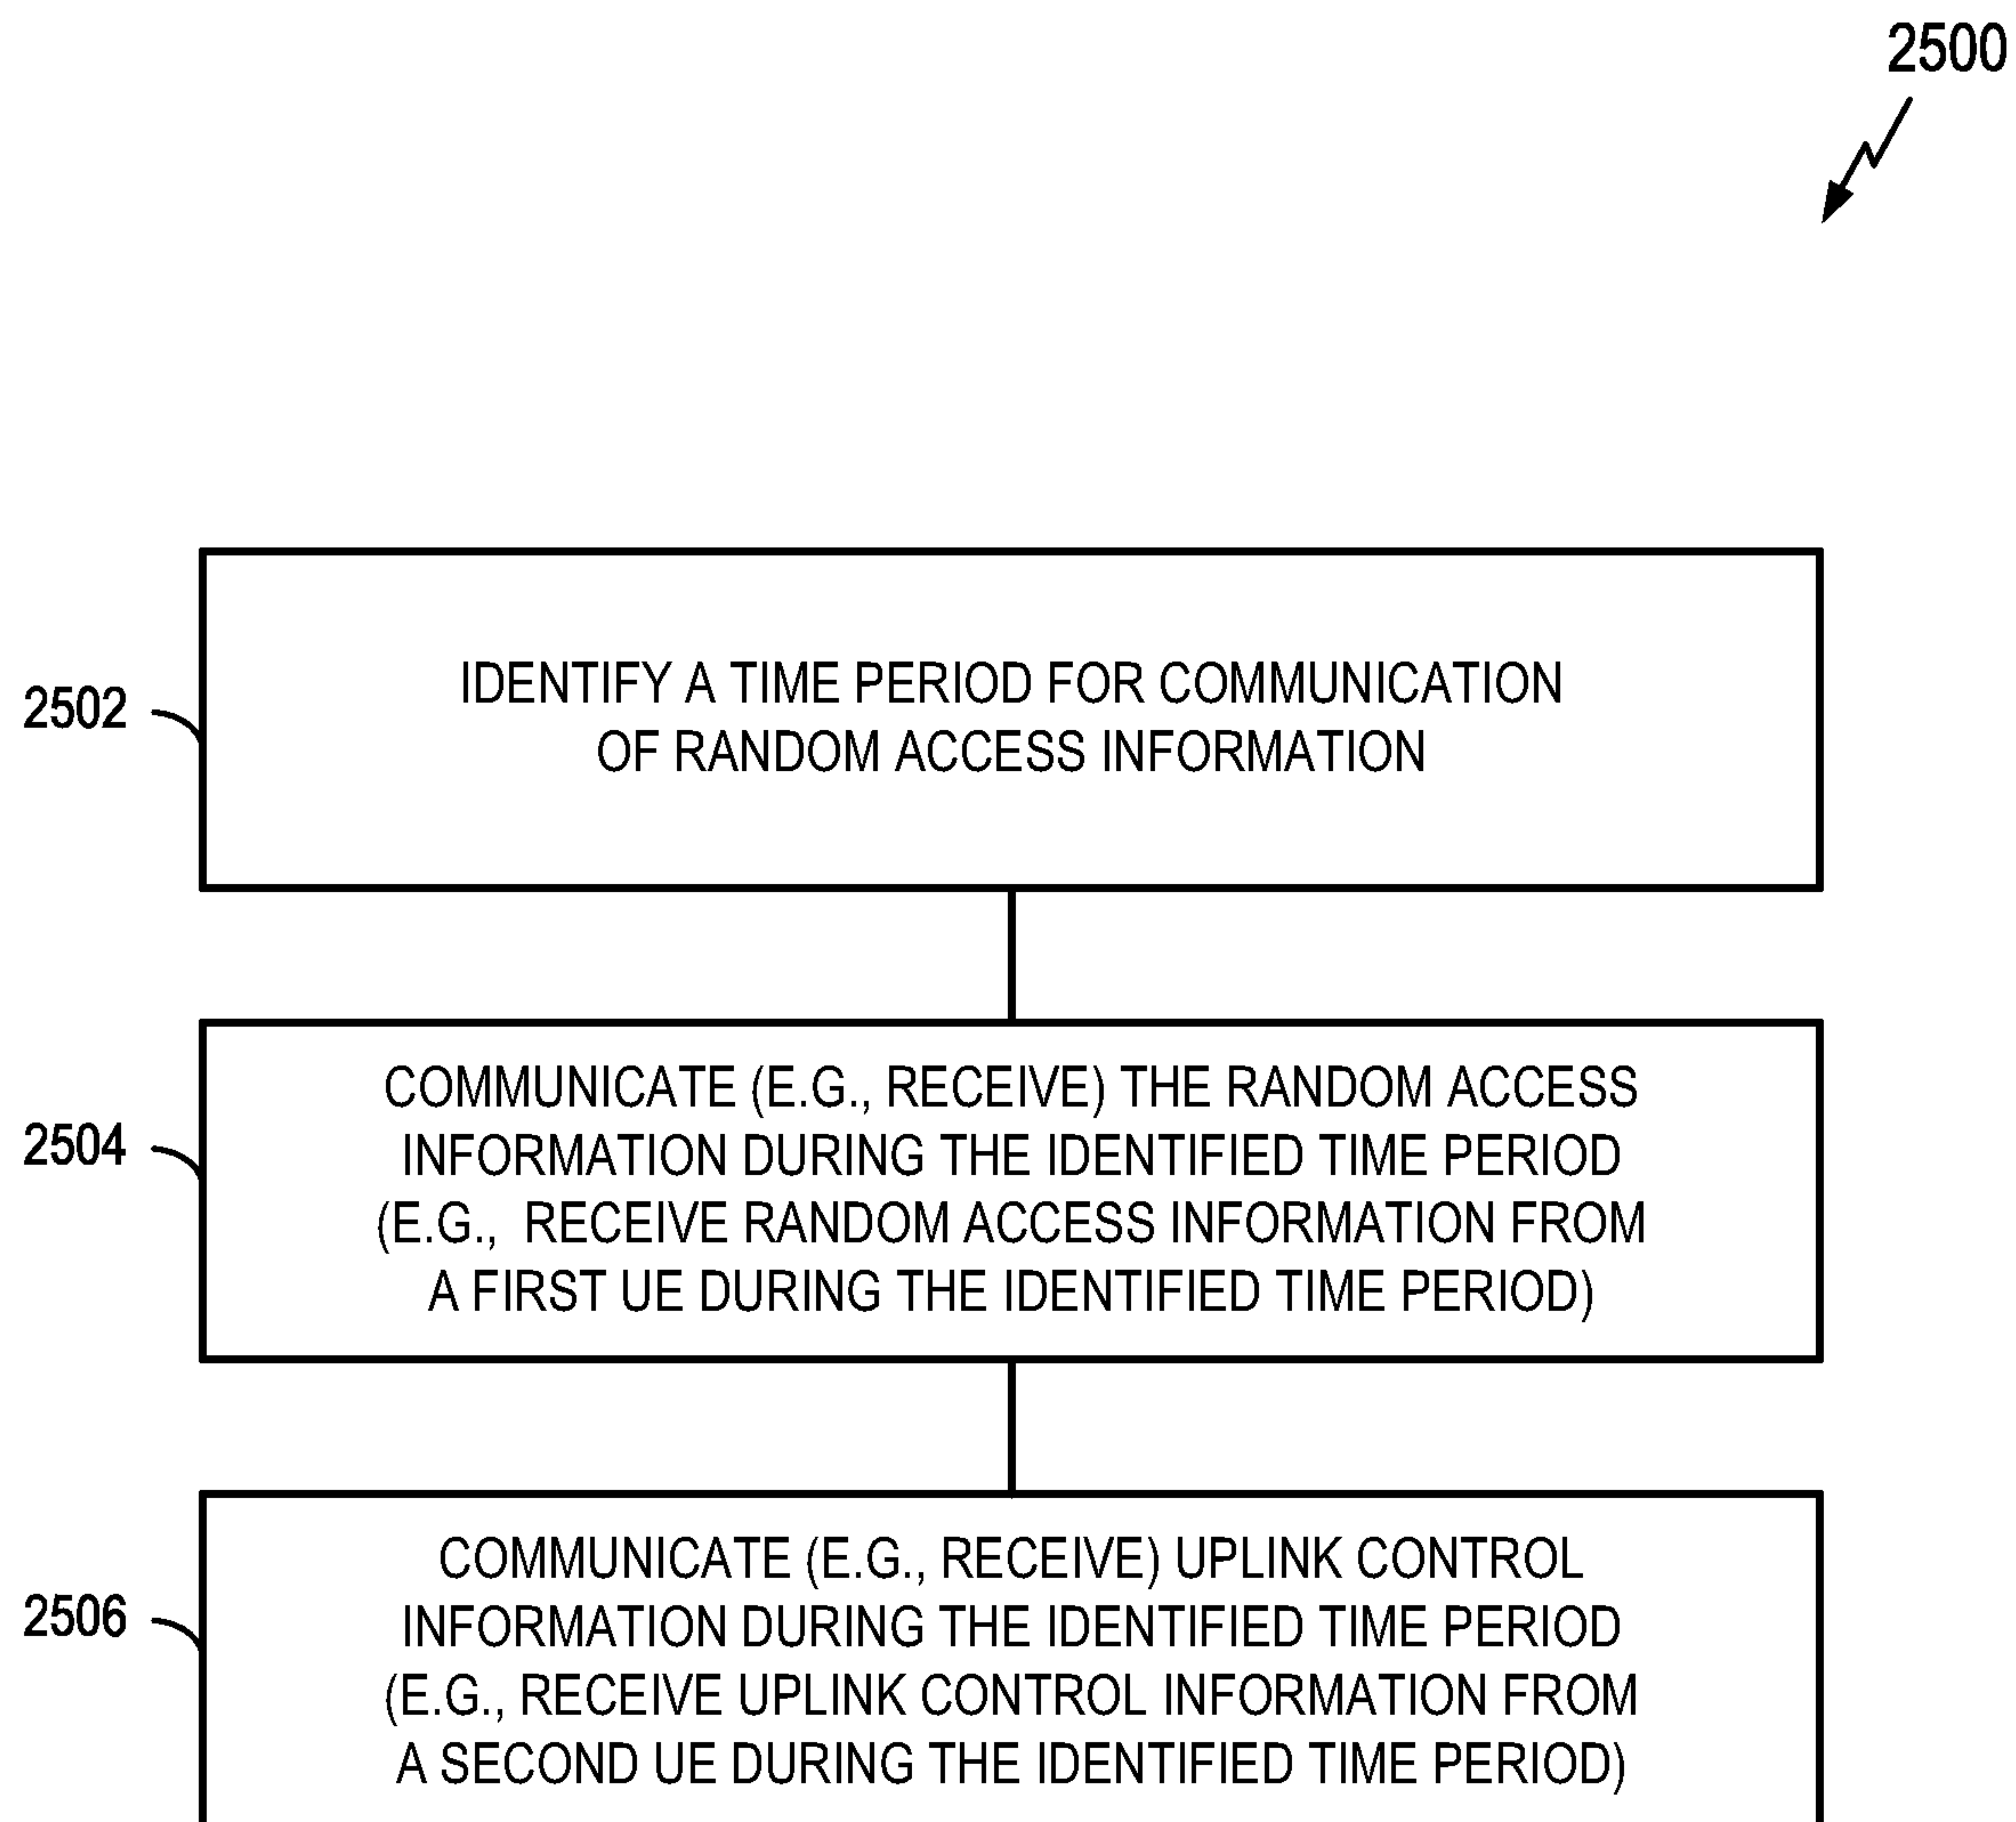 2500
2502
IDENTIFY A TIME PERIOD FOR COMMUNICATION
OF RANDOM ACCESS INFORMATION
2504
COMMUNICATE (E.G., RECEIVE) THE RANDOM ACCESS
INFORMATION DURING THE IDENTIFIED TIME PERIOD
(E.G., RECEIVE RANDOM ACCESS INFORMATION FROM
A FIRST UE DURING THE IDENTIFIED TIME PERIOD)
2506
COMMUNICATE (E.G., RECEIVE) UPLINK CONTROL
INFORMATION DURING THE IDENTIFIED TIME PERIOD
(E.G., RECEIVE UPLINK CONTROL INFORMATION FROM
A SECOND UE DURING THE IDENTIFIED TIME PERIOD)